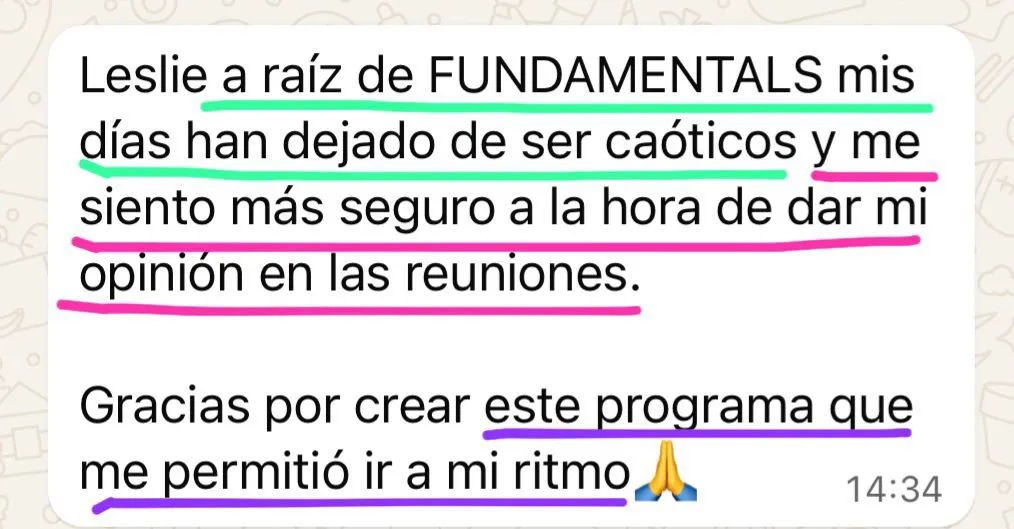 Leslie a raíz de FUNDAMENTALS mis
días han dejado de ser caóticos y me
siento más seguro a la hora de dar mi
opinión en las reuniones.
Gracias por crear este programa que
me permitió ir a mi ritmo🙏
14:34